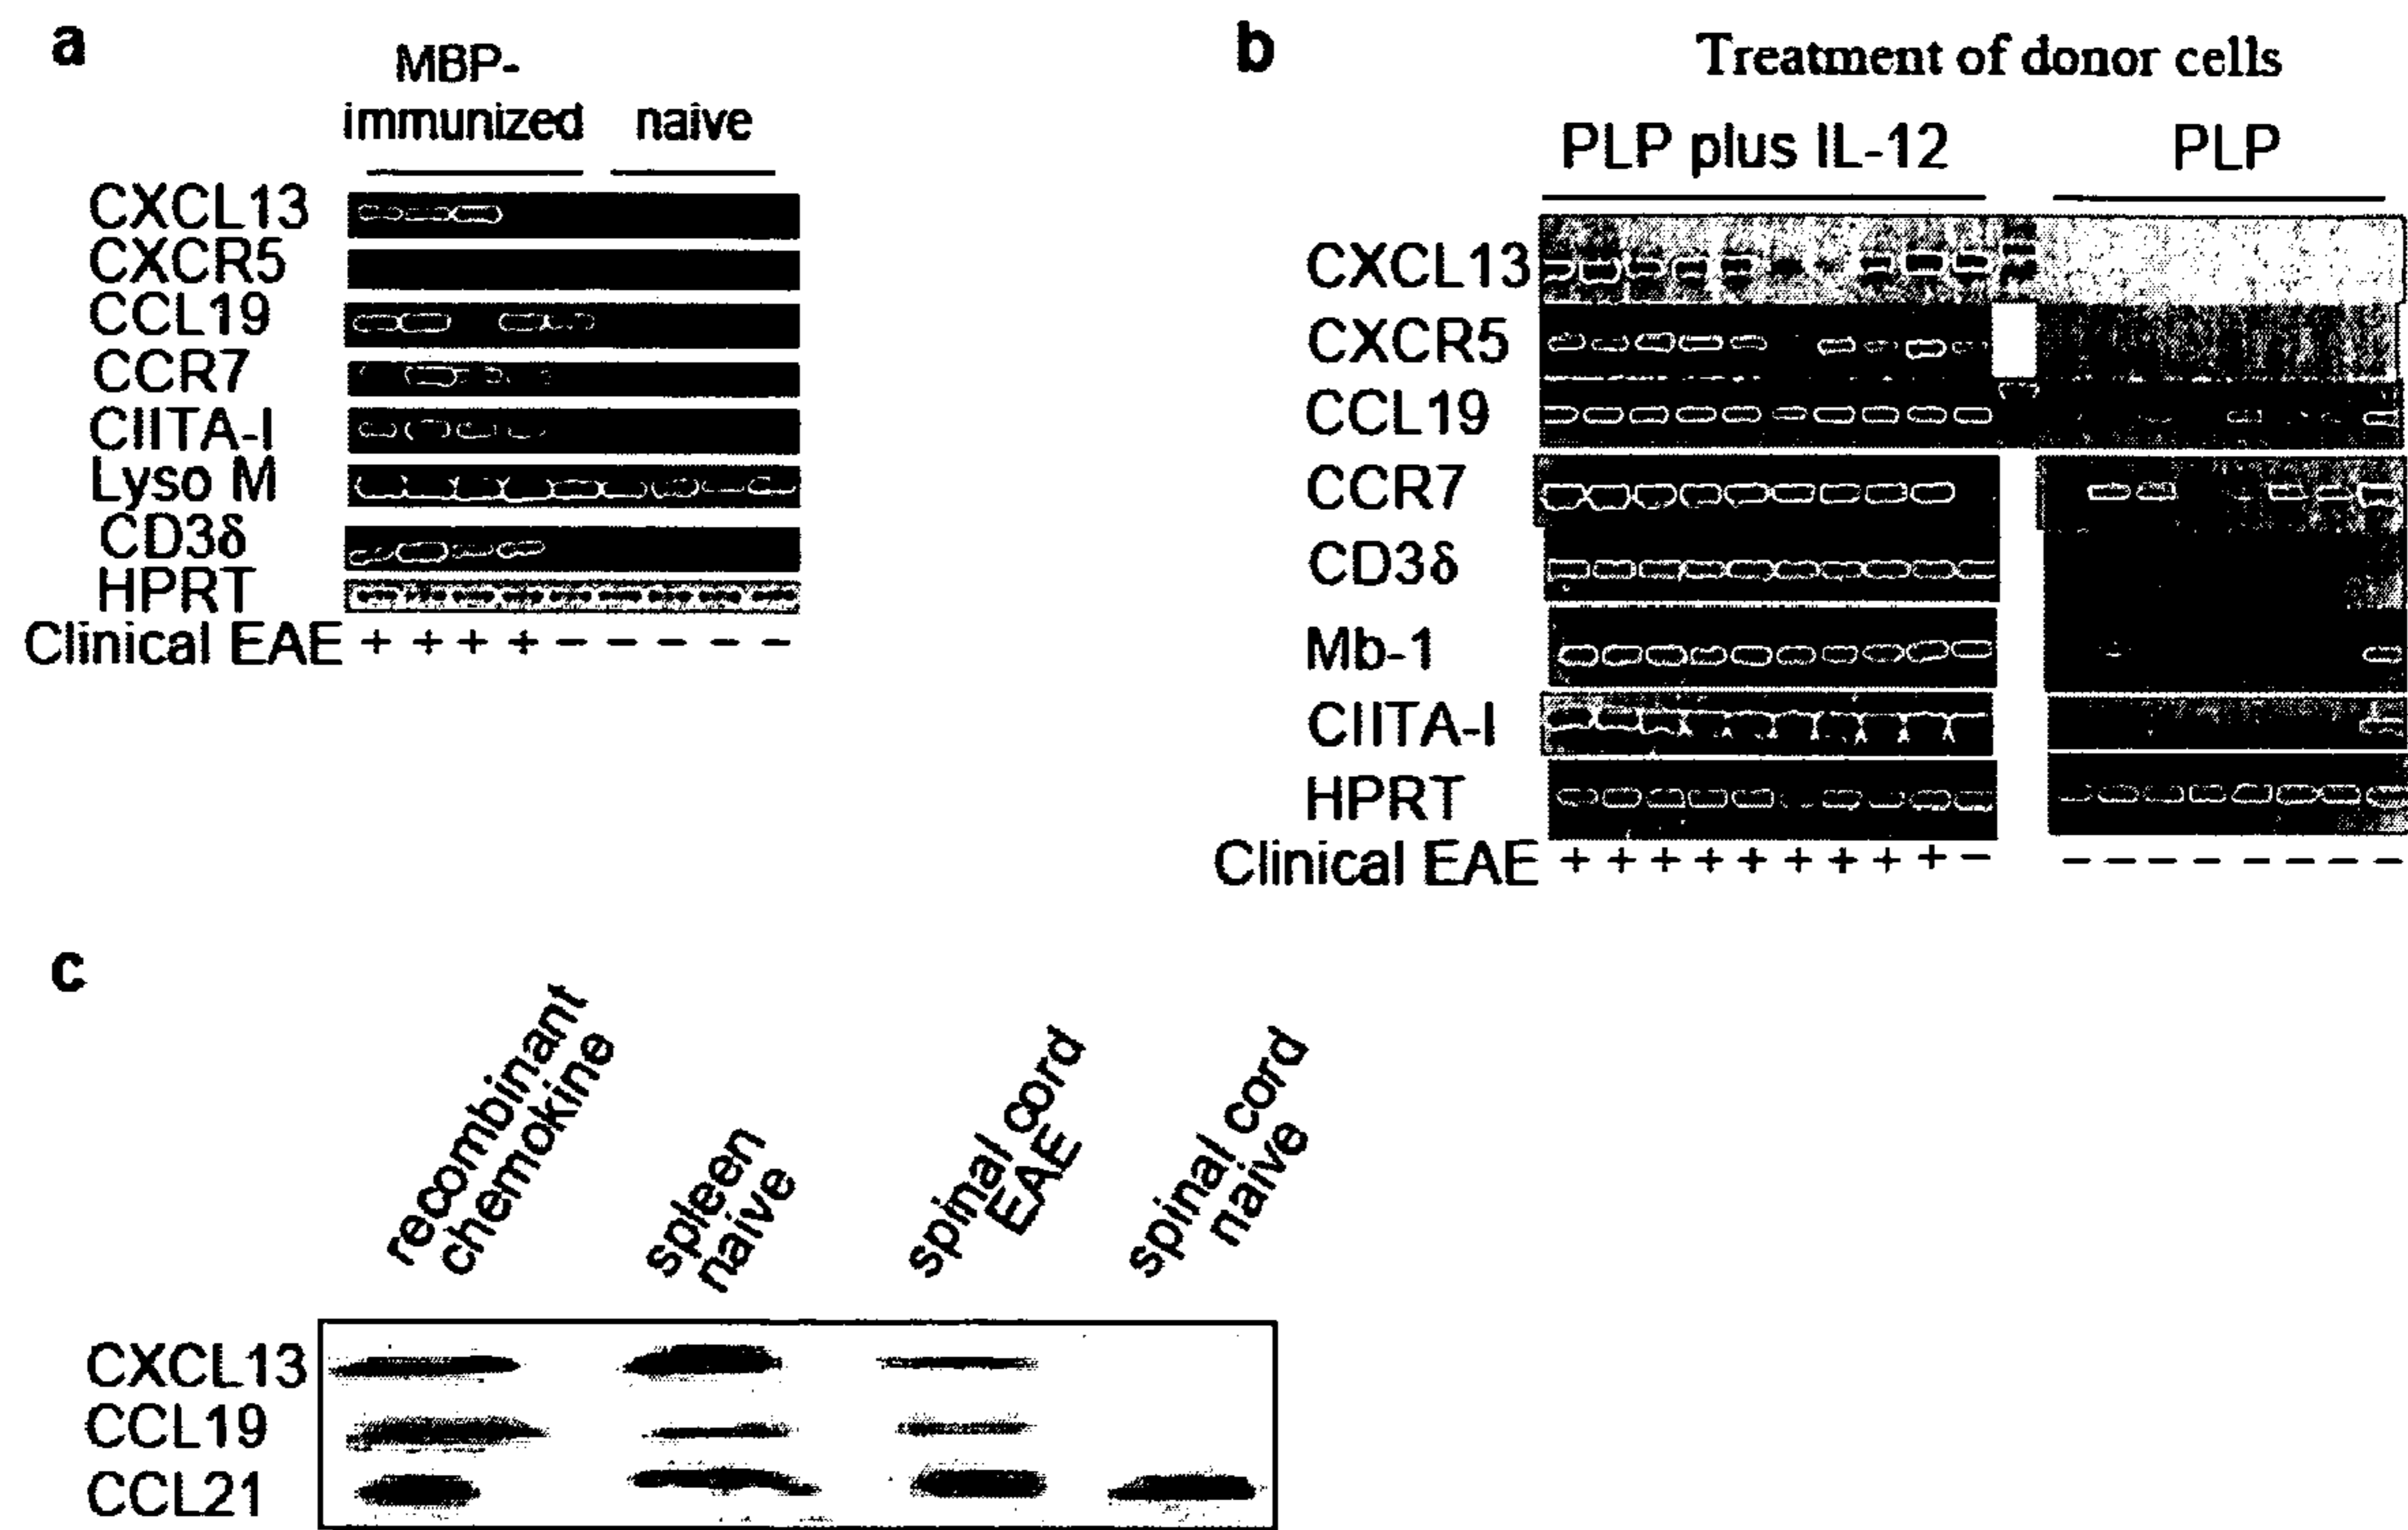 a
MBP-
immunized naive
CXCL13
CXCR5
CCL19
CCR7
CIITA-I
Lyso M
CD3δ
HPRT
Clinical EAE + + + + - - - - -
b
Treatment of donor cells
PLP plus IL-12 PLP
CXCL13
CXCR5
CCL19
CCR7
CD3δ
Mb-1
CIITA-I
HPRT
Clinical EAE + + + + + + + + + - - - - - - - - -
c
recombinant
chemokine
spleen
naive
spinal cord
EAE
spinal cord
naive
CXCL13
CCL19
CCL21